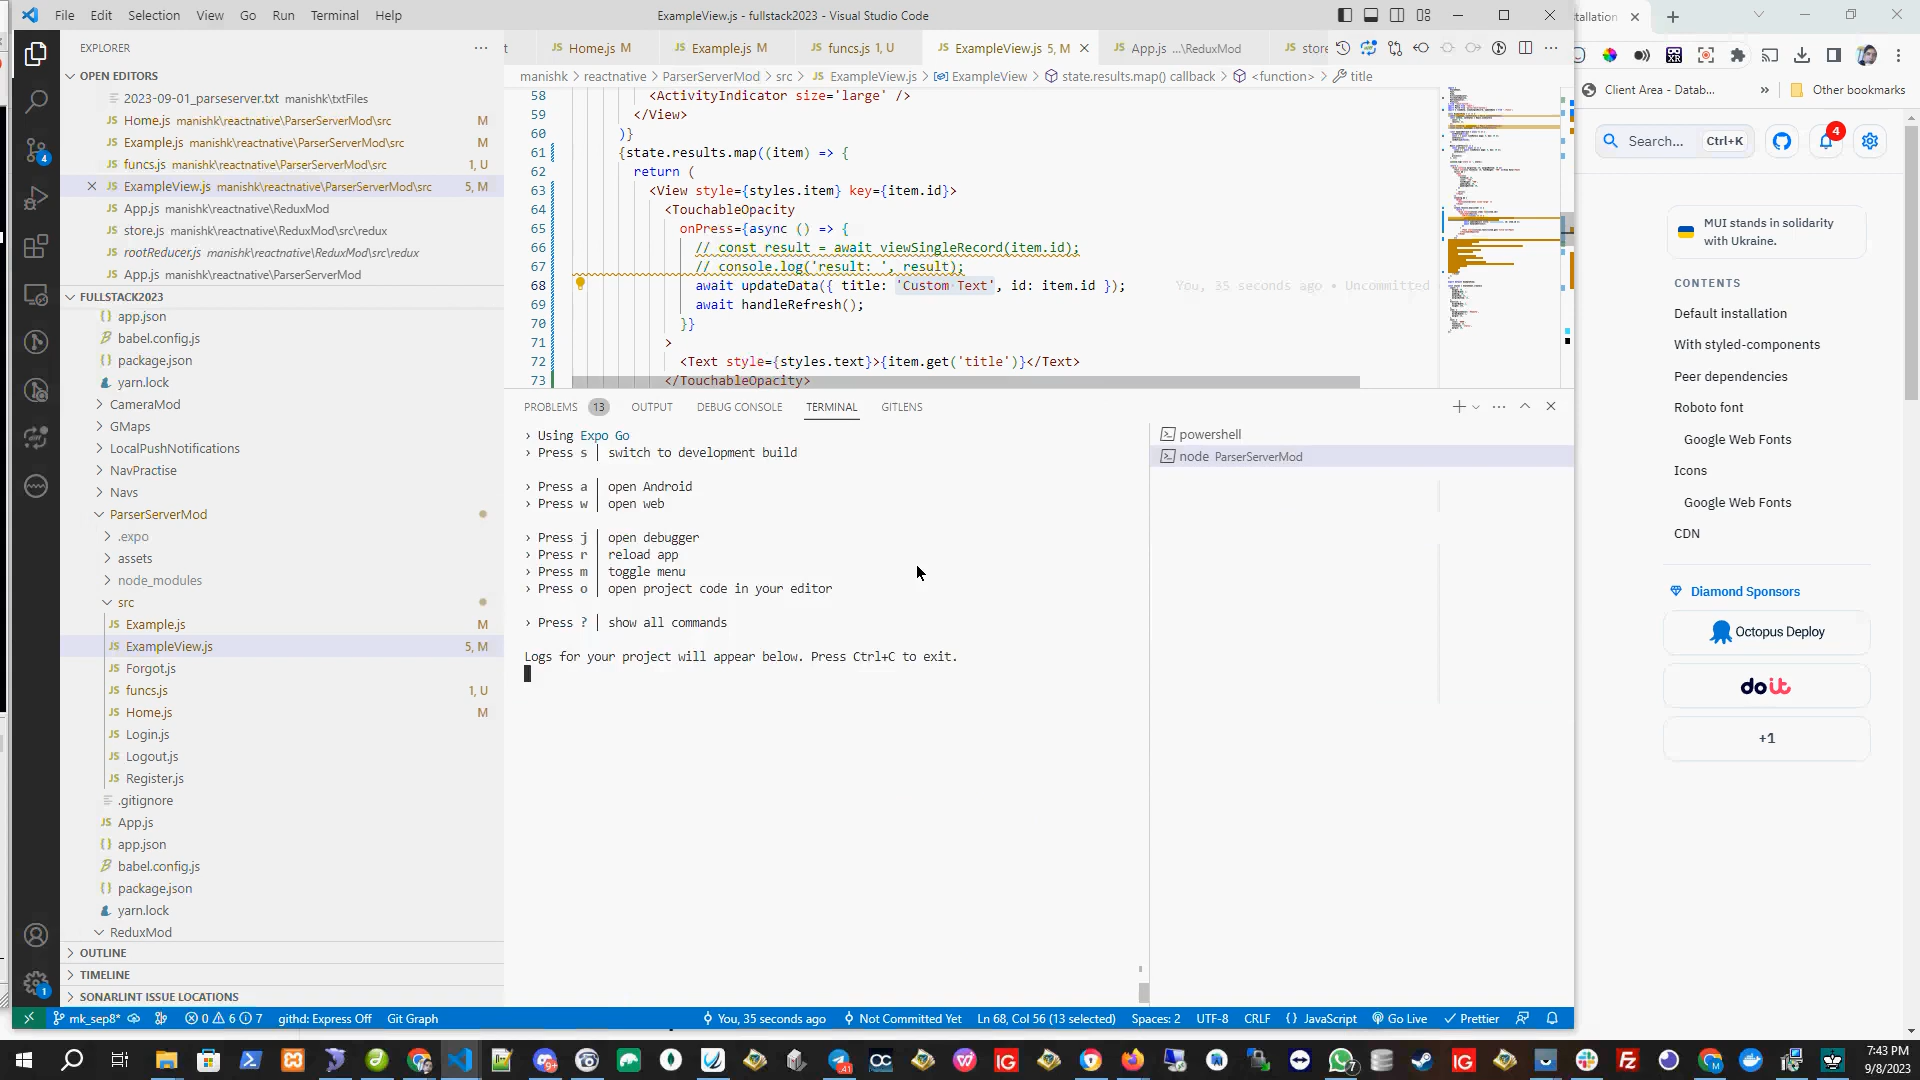 File Edit Selection View Go Run Terminal Help
ExampleView.js - fullstack2023 - Visual Studio Code
EXPLORER
OPEN EDITORS
2023-09-01_parseserver.txt manishk\txtFiles
Home.js manishk\reactnative\ParserServerMod\src M
Example.js manishk\reactnative\ParserServerMod\src M
funcs.js manishk\reactnative\ParserServerMod\src 1, U
ExampleView.js manishk\reactnative\ParserServerMod\src 5, M
App.js manishk\reactnative\ReduxMod
store.js manishk\reactnative\ReduxMod\src\redux
rootReducer.js manishk\reactnative\ReduxMod\src\redux
App.js manishk\reactnative\ParserServerMod
FULLSTACK2023
app.json
babel.config.js
package.json
yarn.lock
CameraMod
GMaps
LocalPushNotifications
NavPractise
Navs
ParserServerMod
.expo
assets
node_modules
src
Example.js M
ExampleView.js 5, M
Forgot.js
funcs.js 1, U
Home.js M
Login.js
Logout.js
Register.js
.gitignore
App.js
app.json
babel.config.js
package.json
yarn.lock
ReduxMod
OUTLINE
TIMELINE
SONARLINT ISSUE LOCATIONS
Home.js M Example.js M funcs.js 1, U ExampleView.js 5, M App.js ...\ReduxMod store
manishk > reactnative > ParserServerMod > src > JS ExampleView.js > ExampleView > state.results.map() callback > <function> > title
58 <ActivityIndicator size='large' />
59 </View>
60 )}
61 {state.results.map((item) => {
62 return (
63 <View style={styles.item} key={item.id}>
64 <TouchableOpacity
65 onPress={async () => {
66 // const result = await viewSingleRecord(item.id);
67 // console.log('result: ', result);
68 await updateData({ title: 'Custom Text', id: item.id }); You, 35 seconds ago • Uncommitted
69 await handleRefresh();
70 }}
71 >
72 <Text style={styles.text}>{item.get('title')}</Text>
73 </TouchableOpacity>
PROBLEMS 13 OUTPUT DEBUG CONSOLE TERMINAL GITLENS
› Using Expo Go
› Press s │ switch to development build
› Press a │ open Android
› Press w │ open web
› Press j │ open debugger
› Press r │ reload app
› Press m │ toggle menu
› Press o │ open project code in your editor
› Press ? │ show all commands
Logs for your project will appear below. Press Ctrl+C to exit.
powershell
node ParserServerMod
mk_sep8* 0 6 7 githd: Express Off Git Graph You, 35 seconds ago Not Committed Yet Ln 68, Col 56 (13 selected) Spaces: 2 UTF-8 CRLF {} JavaScript Go Live Prettier
tallation
Client Area - Datab... » Other bookmarks
Search... Ctrl+K
4
MUI stands in solidarity
with Ukraine.
CONTENTS
Default installation
With styled-components
Peer dependencies
Roboto font
Google Web Fonts
Icons
Google Web Fonts
CDN
Diamond Sponsors
Octopus Deploy
doit
+1
7:43 PM
9/8/2023